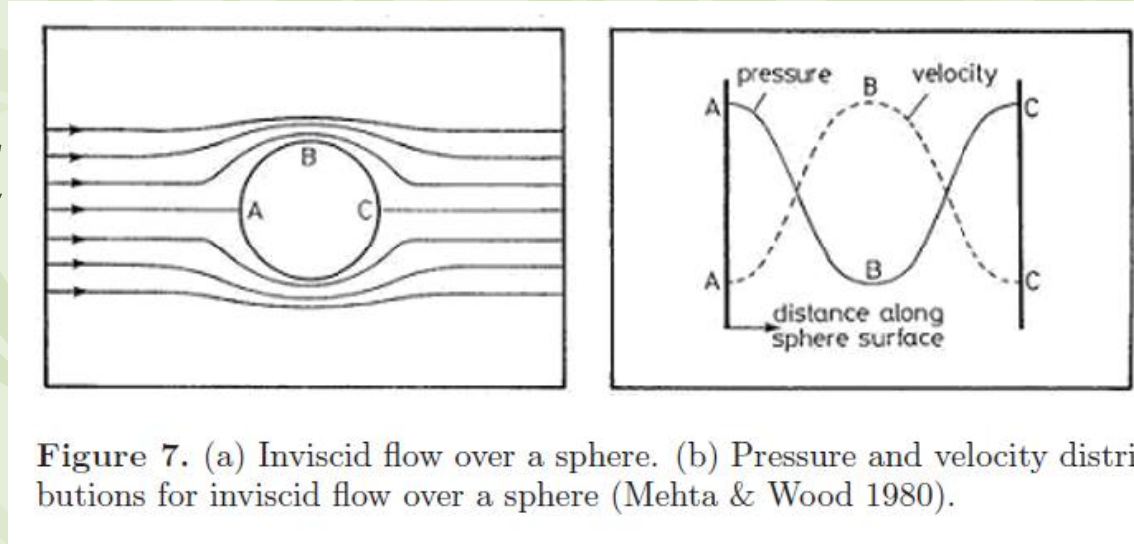 B
A
C
pressure
B
velocity
A
C
B
A
C
distance along
sphere surface
Figure 7. (a) Inviscid flow over a sphere. (b) Pressure and velocity distri
butions for inviscid flow over a sphere (Mehta & Wood 1980).